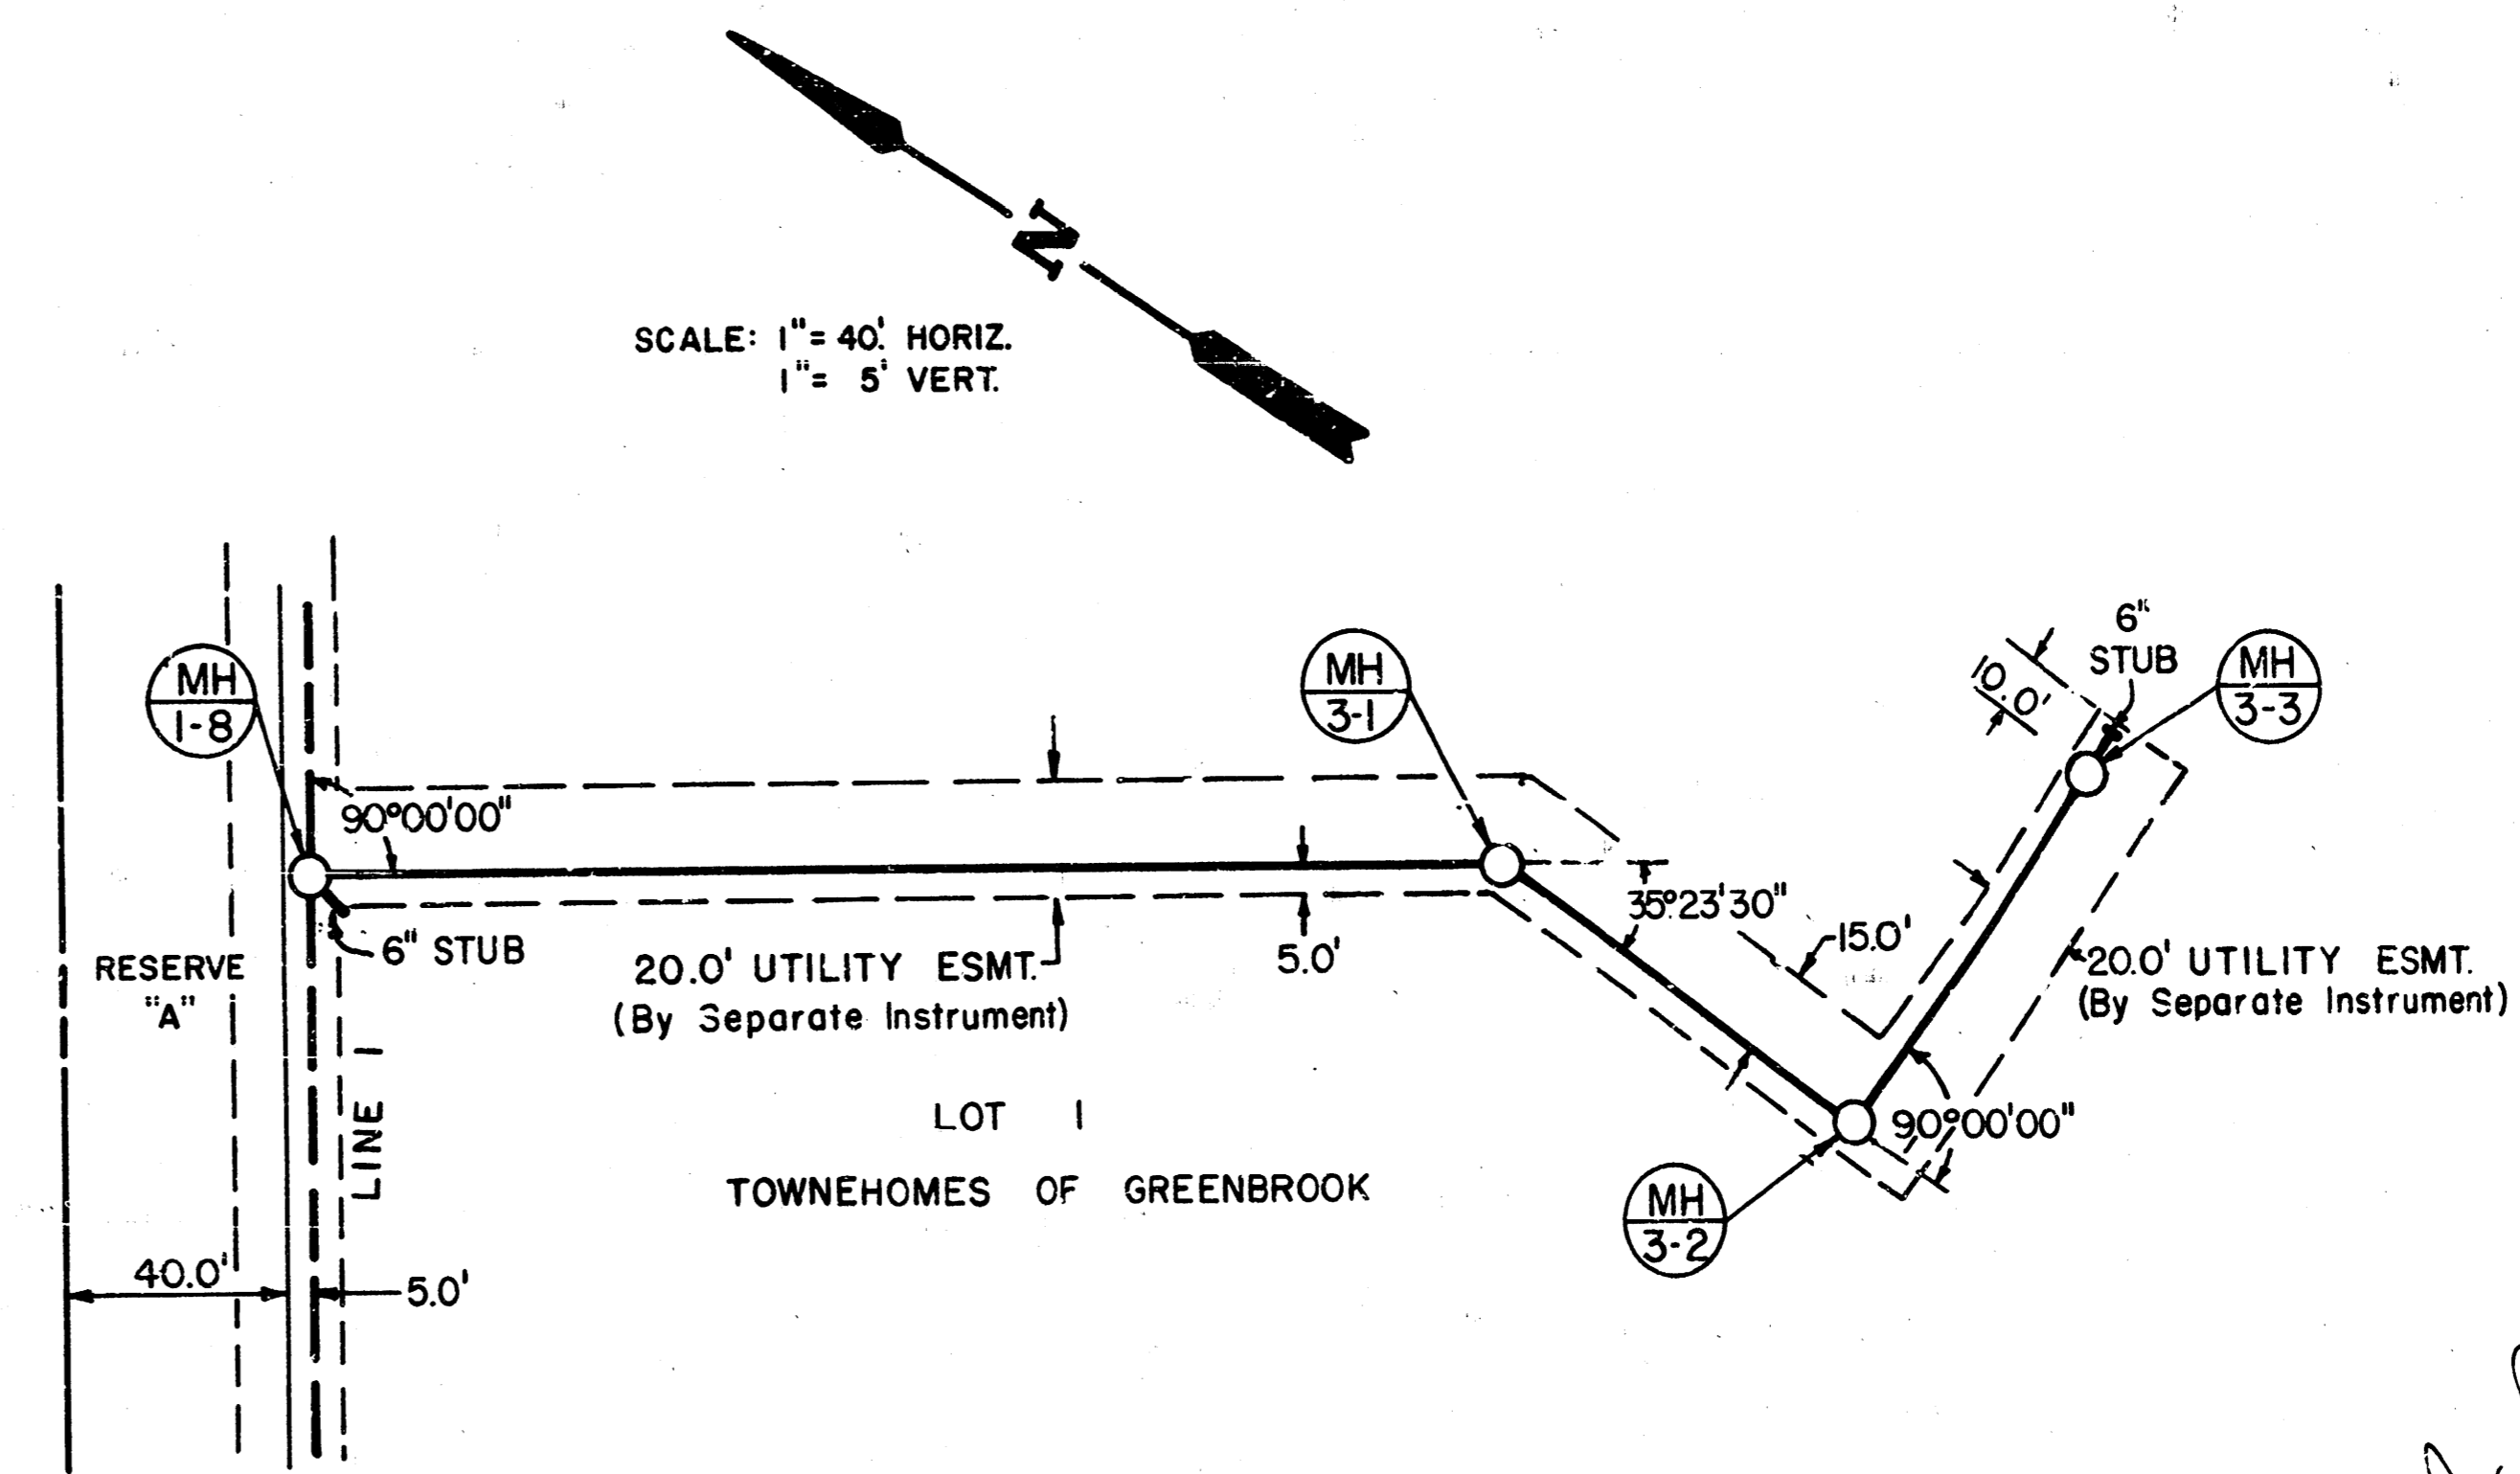 N
SCALE: 1"= 40.' HORIZ.
1"= 5' VERT.
MH
1-8
MH
3-1
6"
STUB
MH
3-3
10.0'
90°00'00"
35°23'30"
15.0'
6" STUB
5.0'
RESERVE
"A"
20.0' UTILITY ESMT.
(By Separate Instrument)
20.0' UTILITY ESMT.
(By Separate Instrument)
LINE 1
LOT 1
90°00'00"
TOWNEHOMES OF GREENBROOK
MH
3-2
40.0'
5.0'